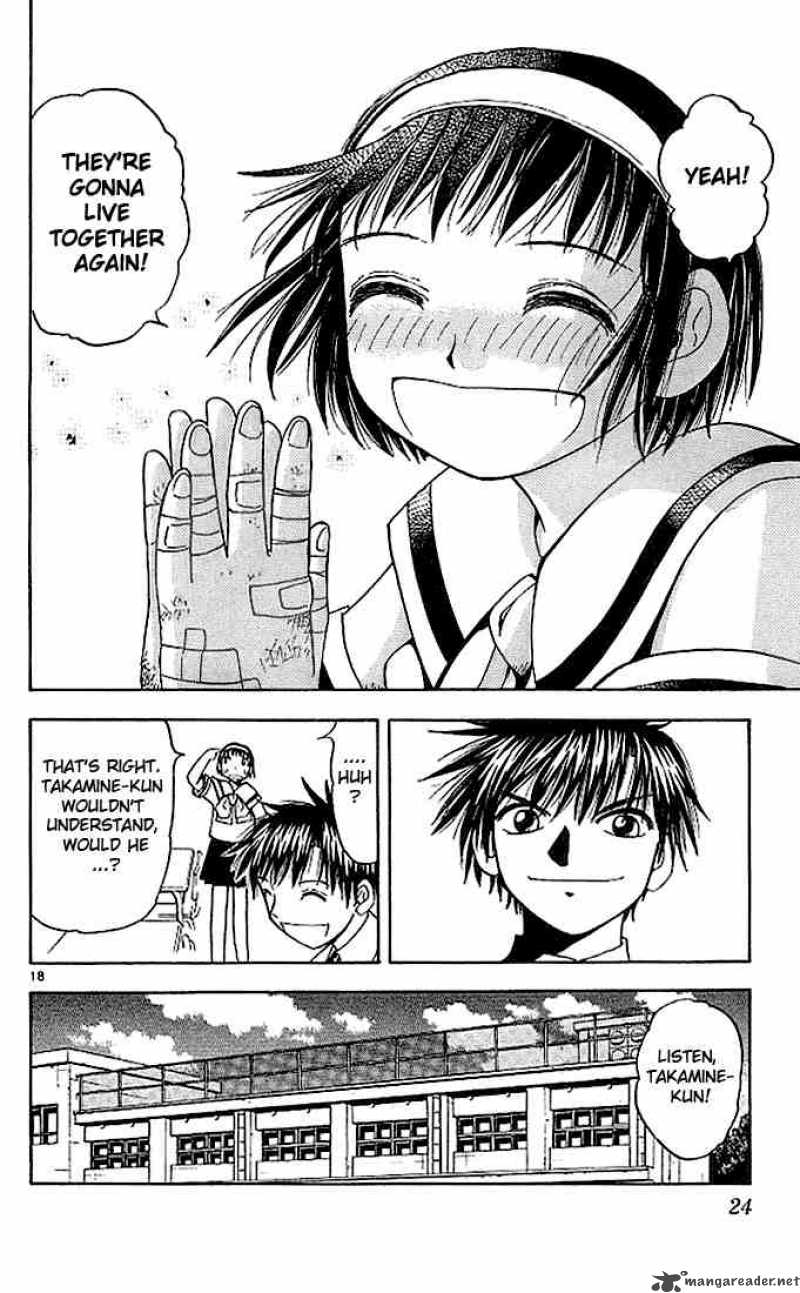 YEAH!
THEY'RE
GONNA
LIVE
TOGETHER
AGAIN!
....
HUH
?
THAT'S RIGHT.
TAKAMINE-KUN
WOULDN'T
UNDERSTAND,
WOULD HE
...?
18
LISTEN,
TAKAMINE-
KUN!
24
mangareader.net